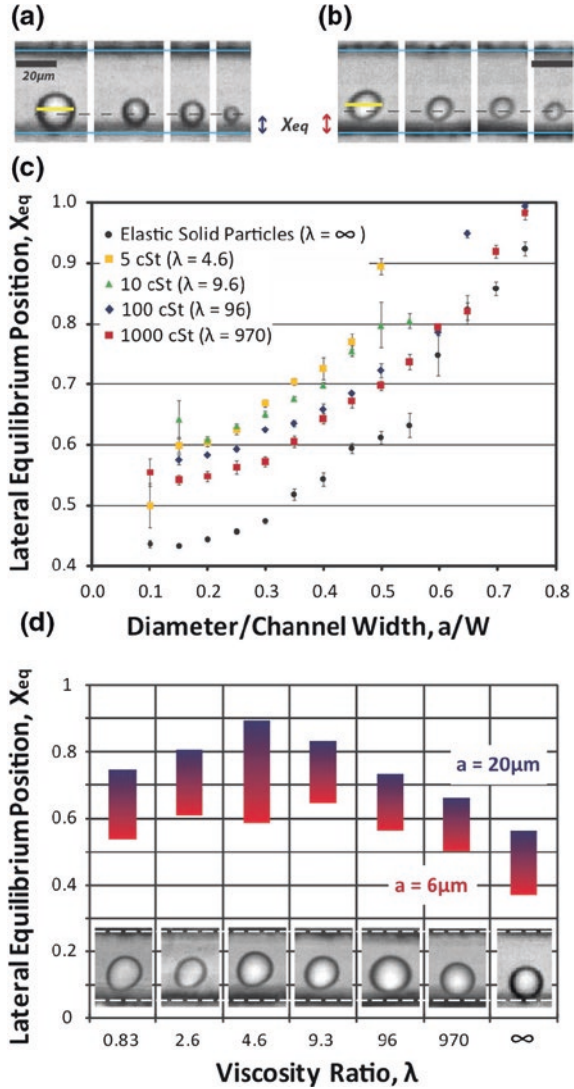 (a)
(b)
20µm
Xeq
(c)
Lateral Equilibrium Position, Xeq
1.0
0.9
0.8
0.7
0.6
0.5
0.4
Elastic Solid Particles (λ = ∞)
5 cSt (λ = 4.6)
10 cSt (λ = 9.6)
100 cSt (λ = 96)
1000 cSt (λ = 970)
0.0 0.1 0.2 0.3 0.4 0.5 0.6 0.7 0.8
Diameter/Channel Width, a/W
(d)
Lateral Equilibrium Position, Xeq
1
0.8
0.6
0.4
0.2
0
a = 20µm
a = 6µm
0.83 2.6 4.6 9.3 96 970 ∞
Viscosity Ratio, λ